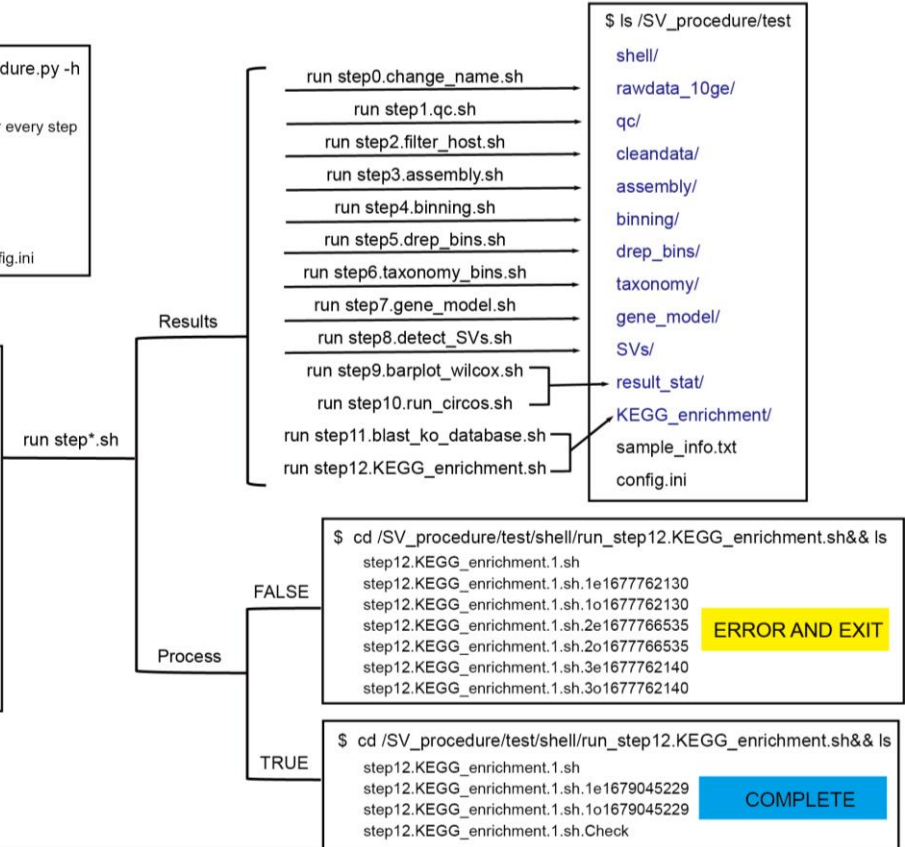 dure.py -h
every step
fig.ini
run step*.sh
Results
run step0.change_name.sh
run step1.qc.sh
run step2.filter_host.sh
run step3.assembly.sh
run step4.binning.sh
run step5.drep_bins.sh
run step6.taxonomy_bins.sh
run step7.gene_model.sh
run step8.detect_SVs.sh
run step9.barplot_wilcox.sh
run step10.run_circos.sh
run step11.blast_ko_database.sh
run step12.KEGG_enrichment.sh
$ ls /SV_procedure/test
shell/
rawdata_10ge/
qc/
cleandata/
assembly/
binning/
drep_bins/
taxonomy/
gene_model/
SVs/
result_stat/
KEGG_enrichment/
sample_info.txt
config.ini
Process
FALSE
$ cd /SV_procedure/test/shell/run_step12.KEGG_enrichment.sh&& ls
step12.KEGG_enrichment.1.sh
step12.KEGG_enrichment.1.sh.1e1677762130
step12.KEGG_enrichment.1.sh.1o1677762130
step12.KEGG_enrichment.1.sh.2e1677766535
step12.KEGG_enrichment.1.sh.2o1677766535
step12.KEGG_enrichment.1.sh.3e1677762140
step12.KEGG_enrichment.1.sh.3o1677762140
ERROR AND EXIT
TRUE
$ cd /SV_procedure/test/shell/run_step12.KEGG_enrichment.sh&& ls
step12.KEGG_enrichment.1.sh
step12.KEGG_enrichment.1.sh.1e1679045229
step12.KEGG_enrichment.1.sh.1o1679045229
step12.KEGG_enrichment.1.sh.Check
COMPLETE